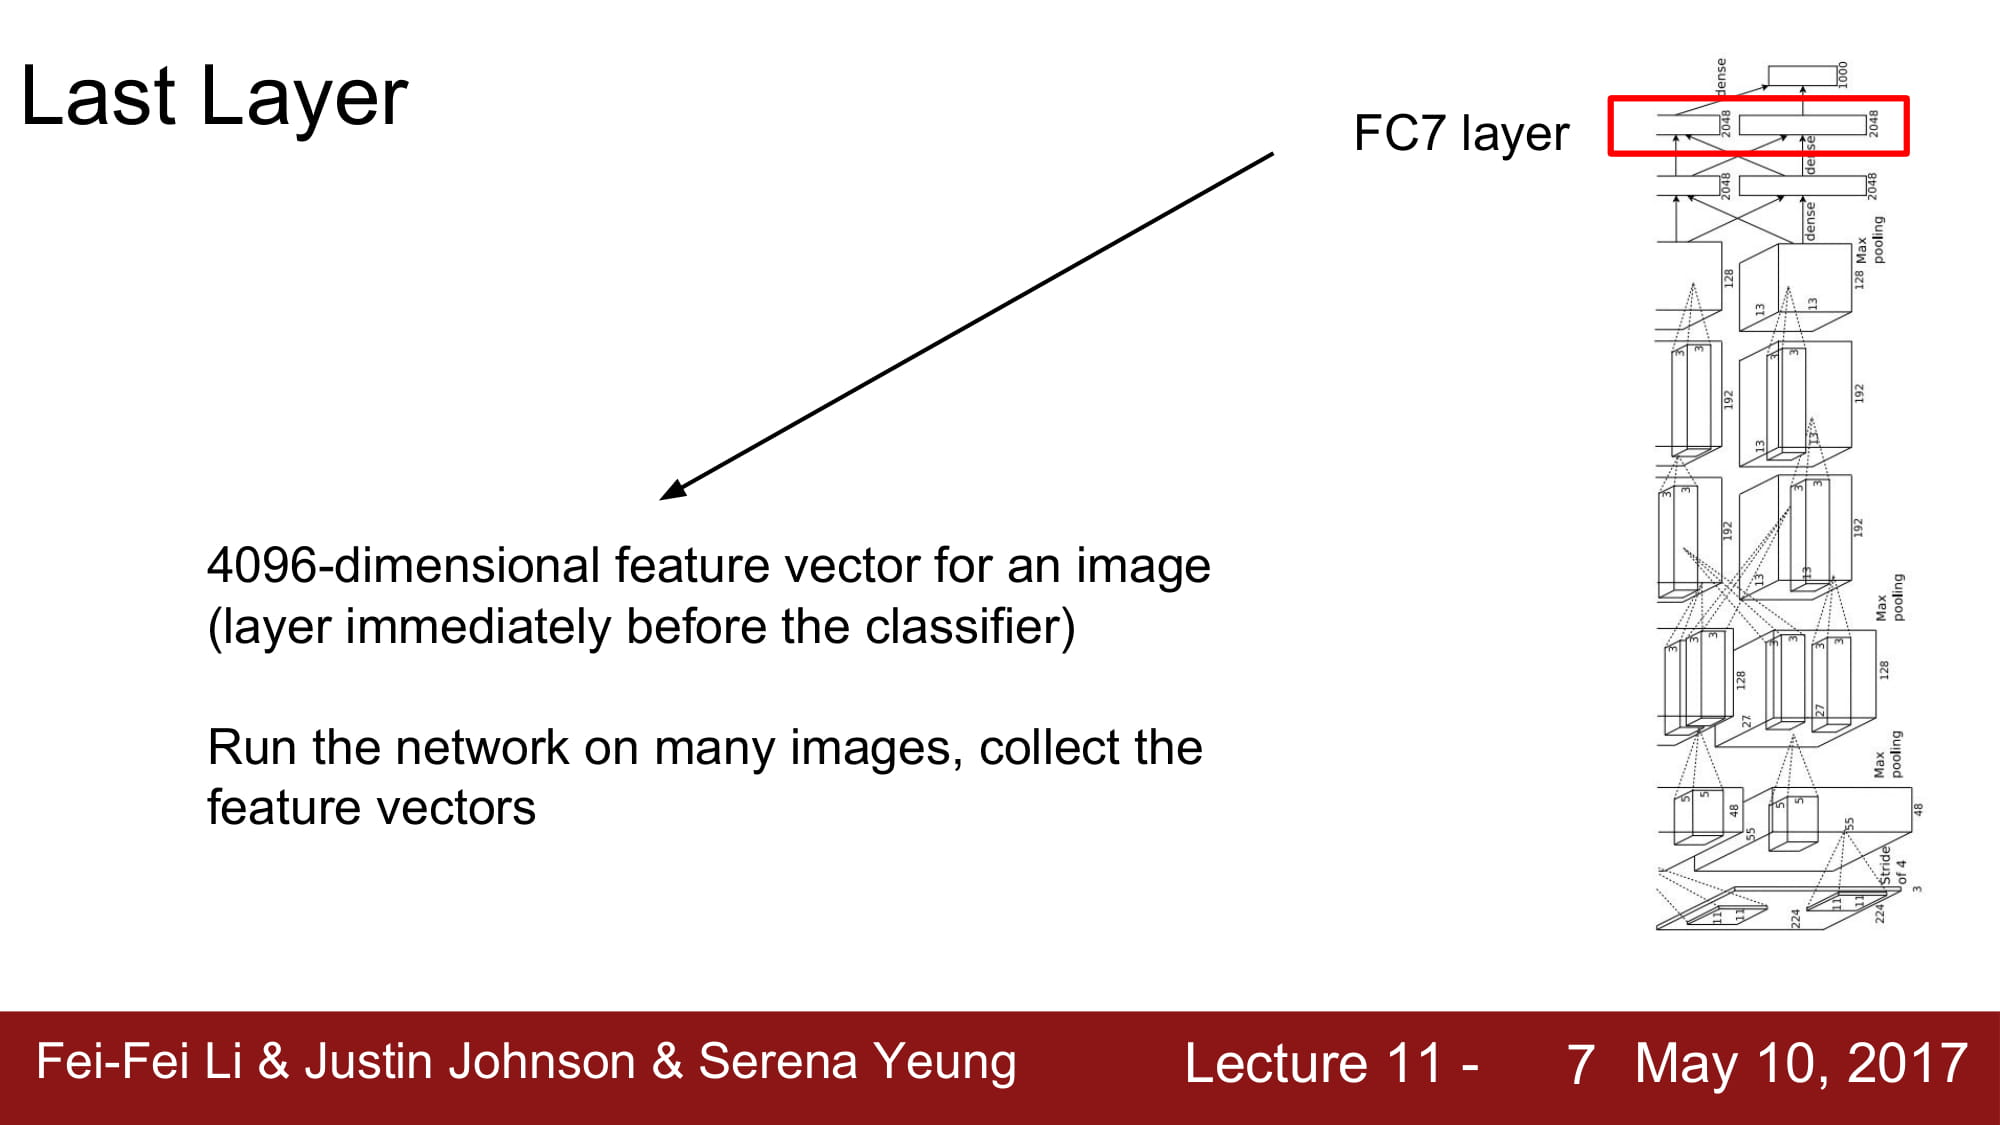 Last Layer
FC7 layer
4096-dimensional feature vector for an image
(layer immediately before the classifier)
Run the network on many images, collect the
feature vectors
dense
1000
2048
2048
dense
2048
2048
dense
Max
pooling
128
128
13
13
3
3
3
3
192
192
13
13
3
3
3
3
192
192
13
13
3
3
3
3
3
3
3
Max
pooling
128
128
27
27
Max
pooling
5
5
5
5
48
48
55
55
Stride
of 4
3
11
11
11
11
224
224
Fei-Fei Li & Justin Johnson & Serena Yeung
Lecture 11 - 7 May 10, 2017